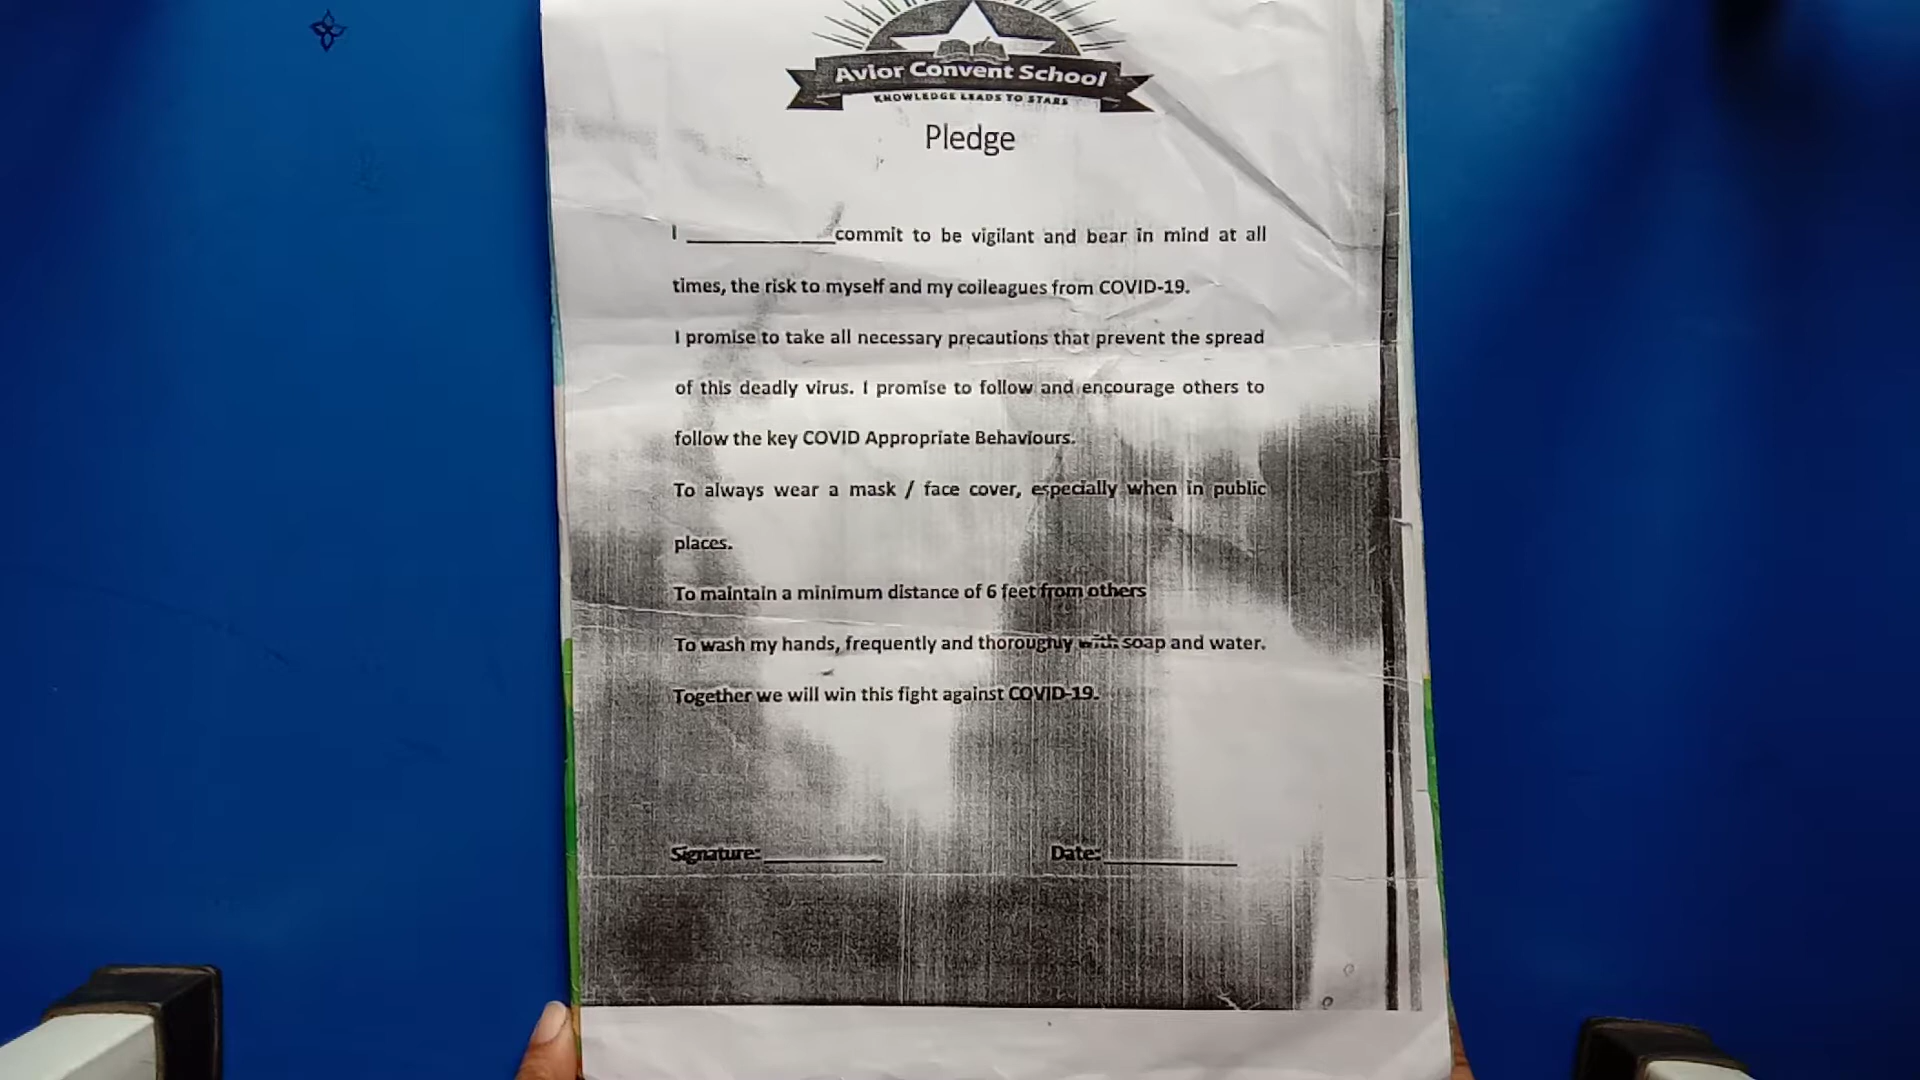 Avior Convent School
KNOWLEDGE LEADS TO STARS
Pledge
I ____________commit to be vigilant and bear in mind at all
times, the risk to myself and my colleagues from COVID-19.
I promise to take all necessary precautions that prevent the spread
of this deadly virus. I promise to follow and encourage others to
follow the key COVID Appropriate Behaviours.
To always wear a mask / face cover, especially when in public
places.
To maintain a minimum distance of 6 feet from others
To wash my hands, frequently and thoroughly with soap and water.
Together we will win this fight against COVID-19.
Signature:__________ Date:___________